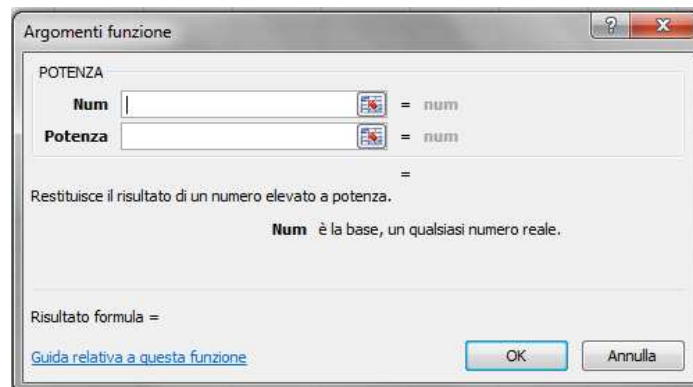 Argomenti funzione
POTENZA
Num = num
Potenza = num
=
Restituisce il risultato di un numero elevato a potenza.
Num è la base, un qualsiasi numero reale.
Risultato formula =
Guida relativa a questa funzione
OK
Annulla